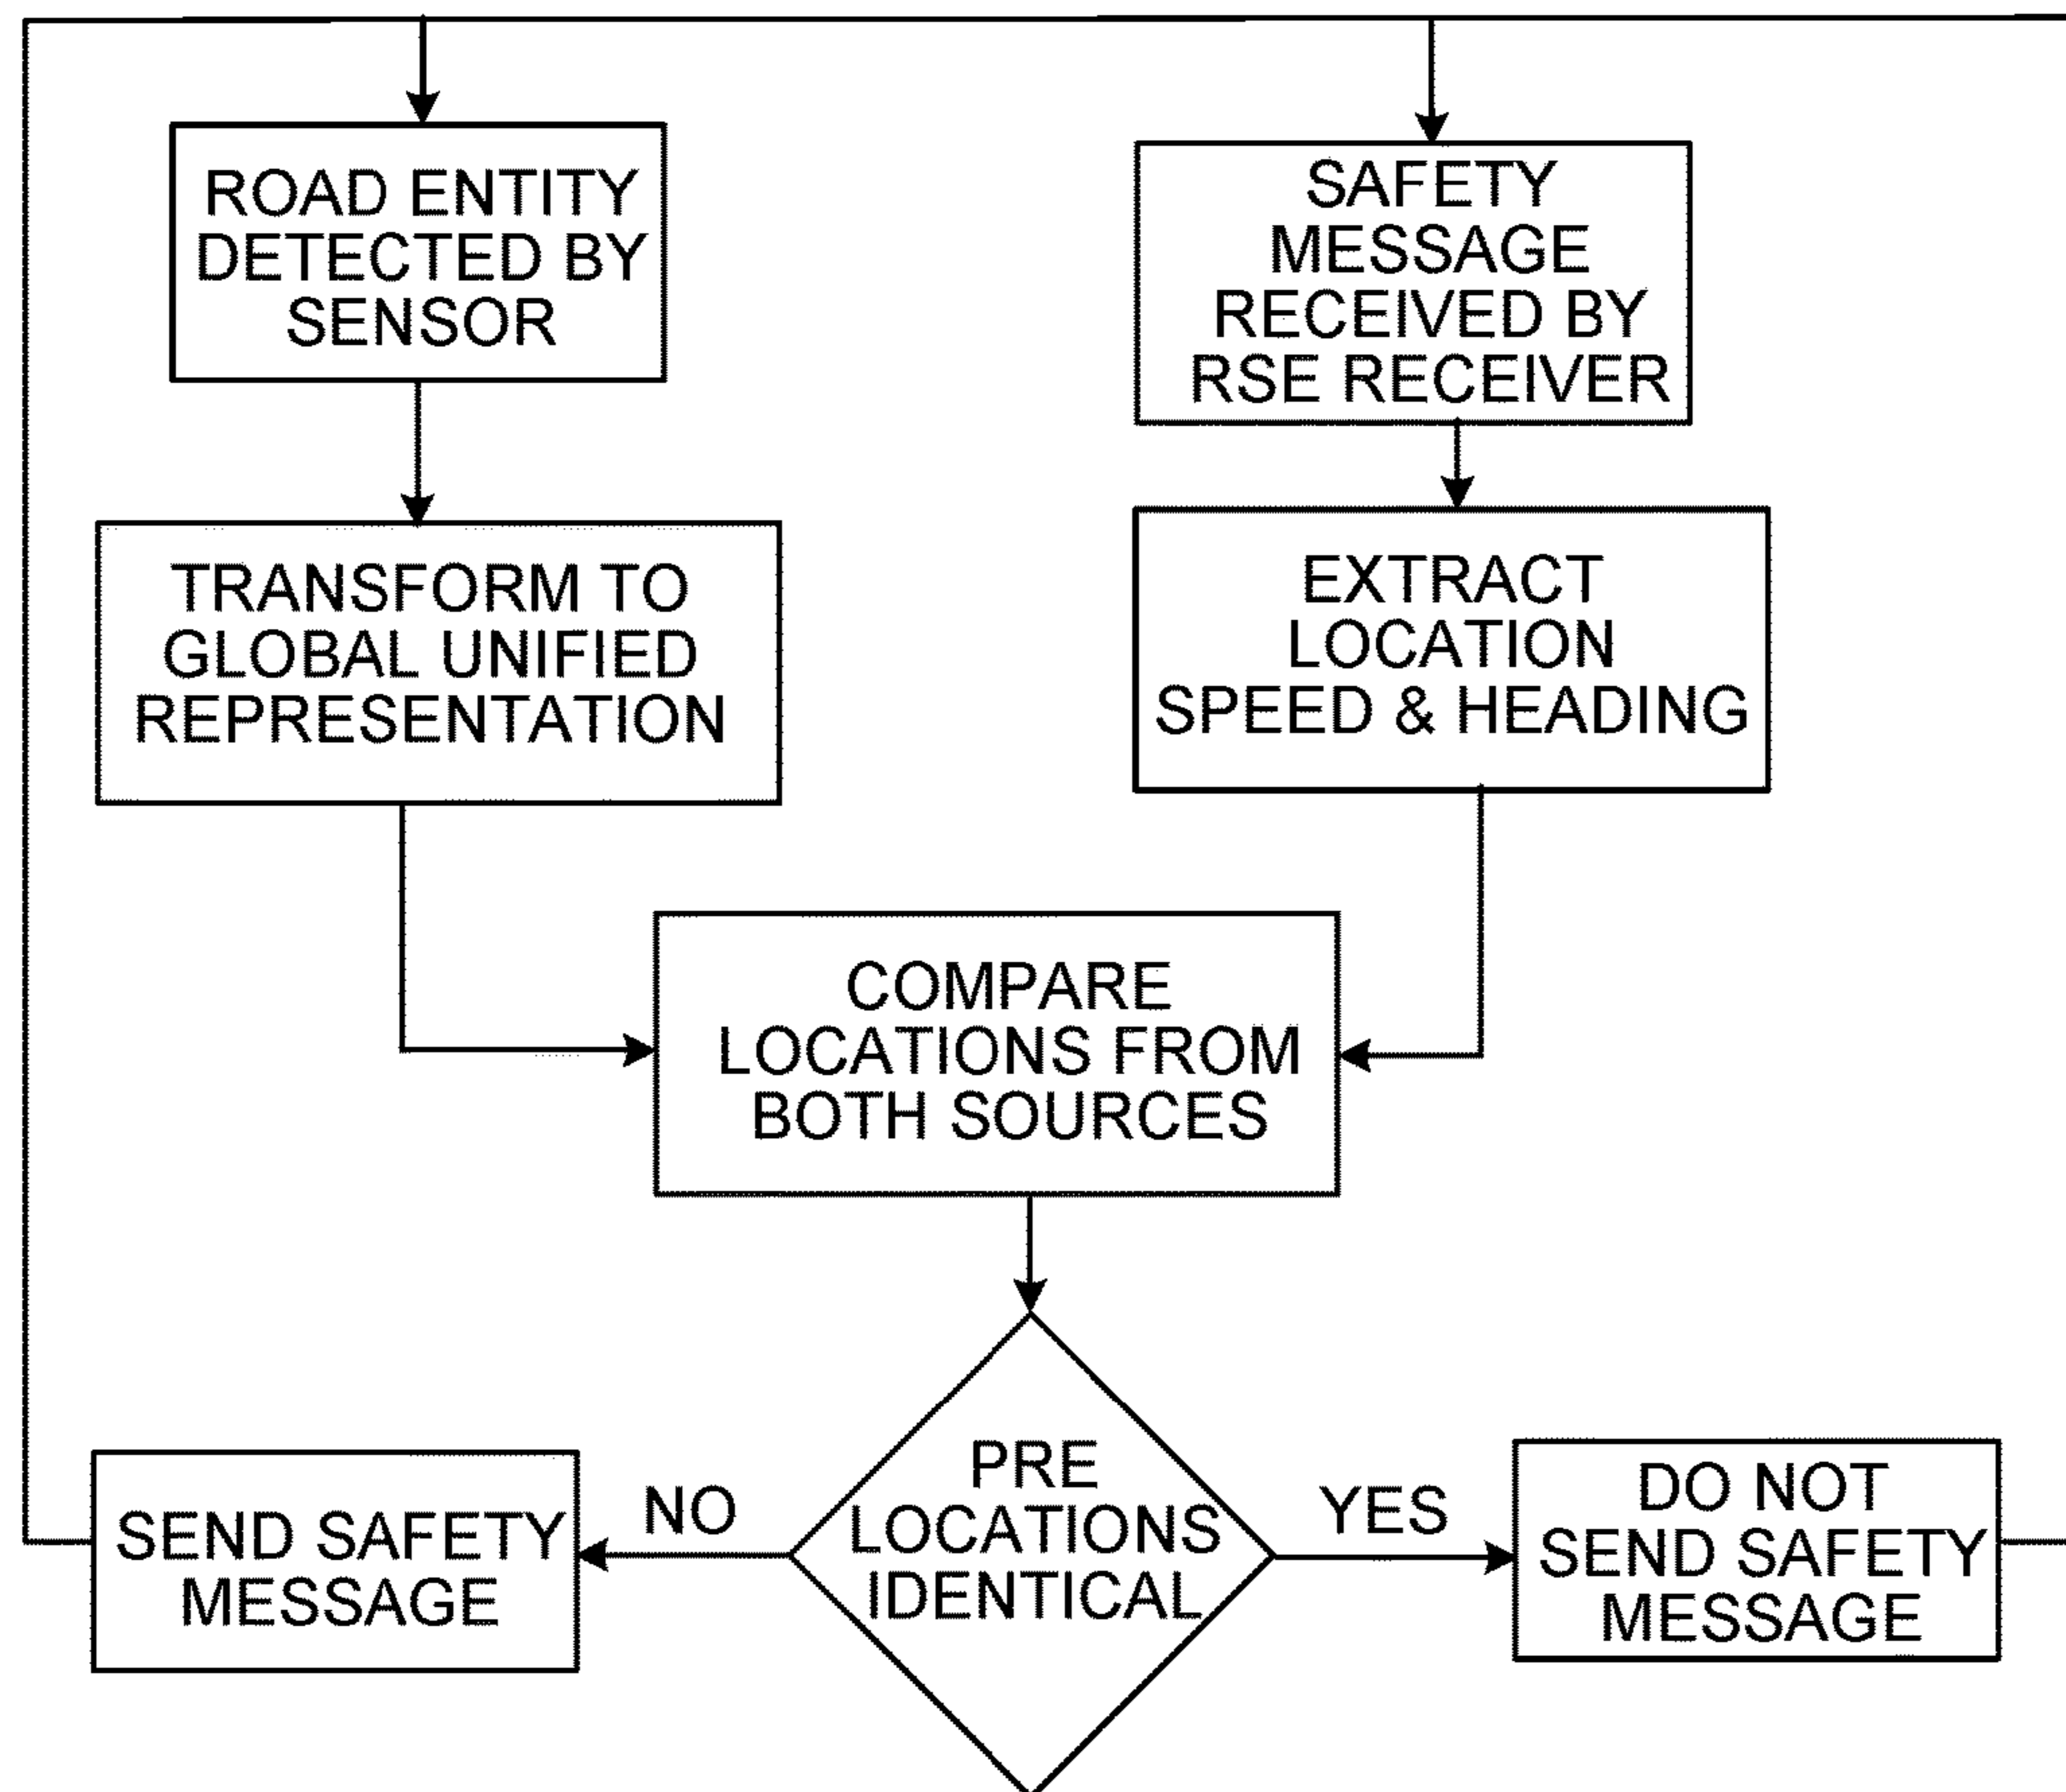 ROAD ENTITY
DETECTED BY
SENSOR
SAFETY
MESSAGE
RECEIVED BY
RSE RECEIVER
TRANSFORM TO
GLOBAL UNIFIED
REPRESENTATION
EXTRACT
LOCATION
SPEED & HEADING
COMPARE
LOCATIONS FROM
BOTH SOURCES
PRE
LOCATIONS
IDENTICAL
NO
SEND SAFETY
MESSAGE
YES
DO NOT
SEND SAFETY
MESSAGE